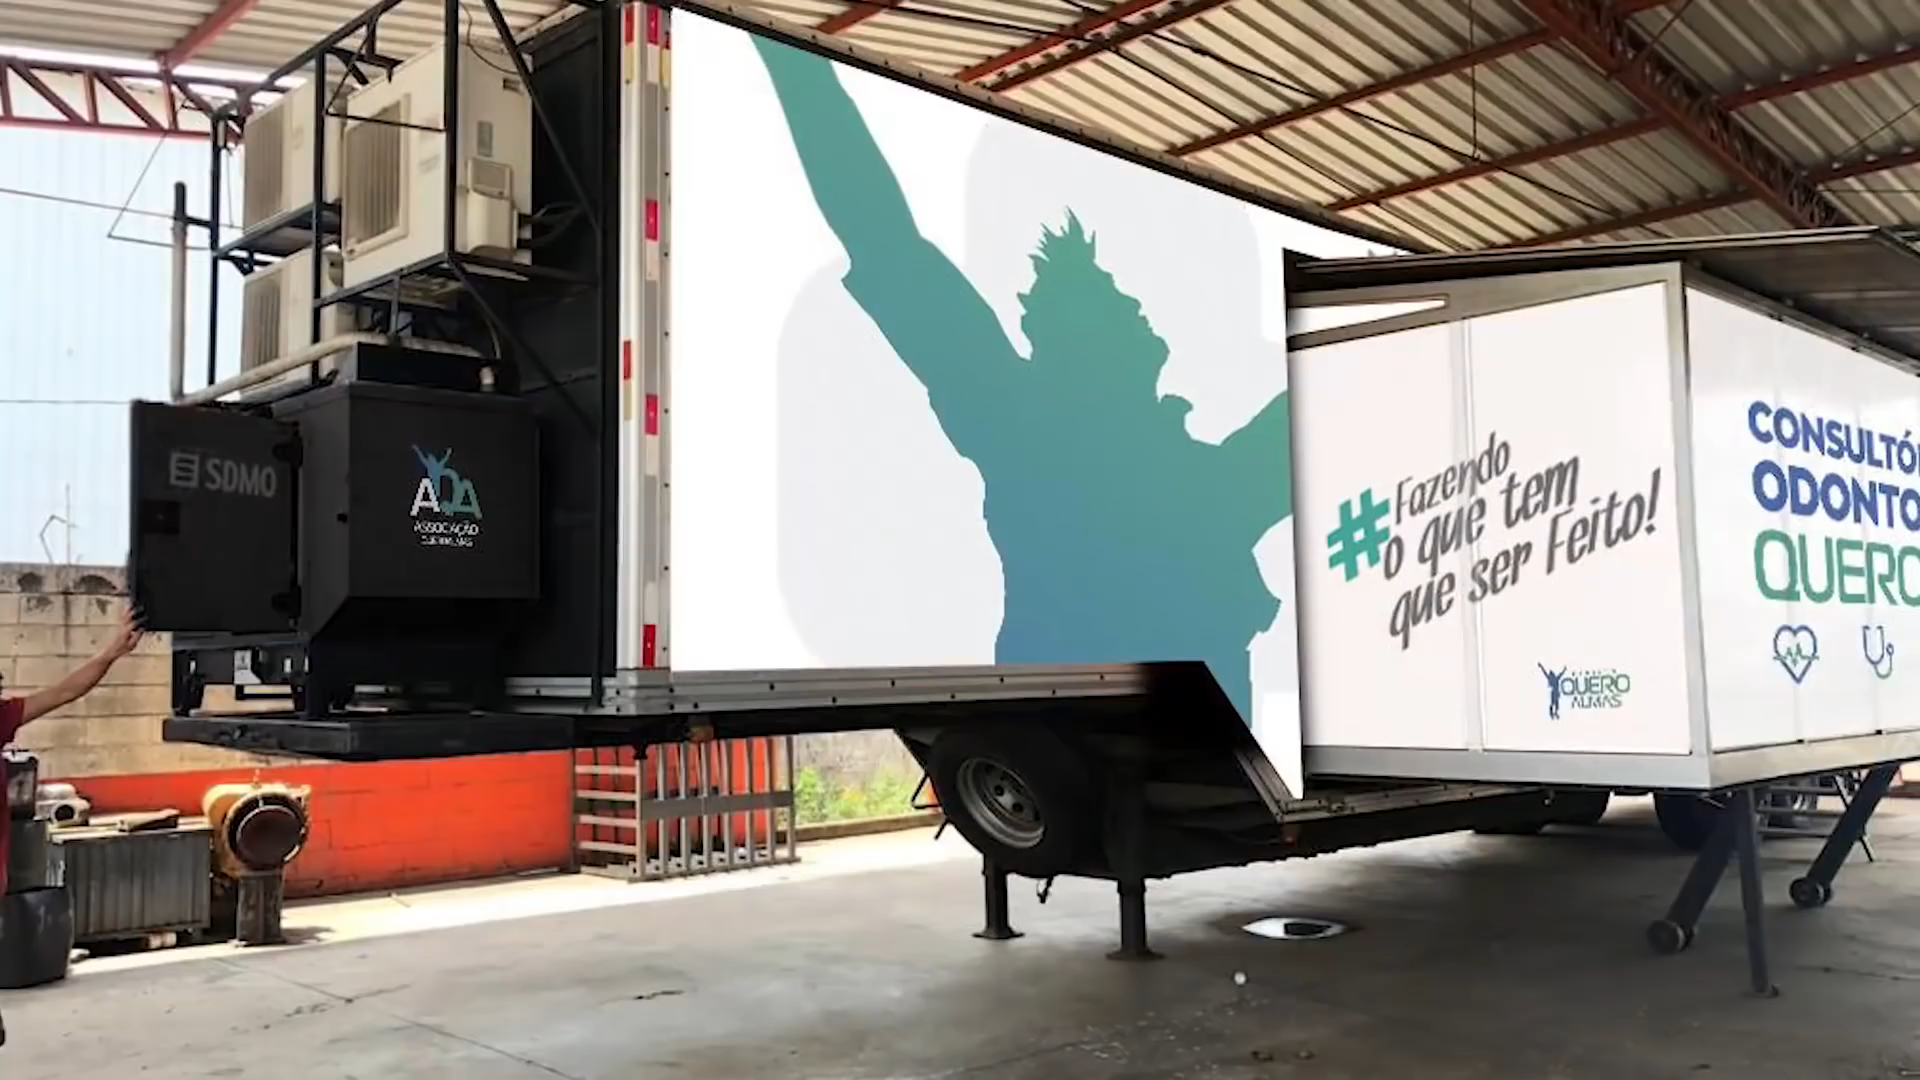 SDMO
AQA
ASSOCIAÇÃO
#Fazendo
o que tem
que ser Feito!
QUERO
ALMAS
CONSULTÓ
ODONTO
QUERO